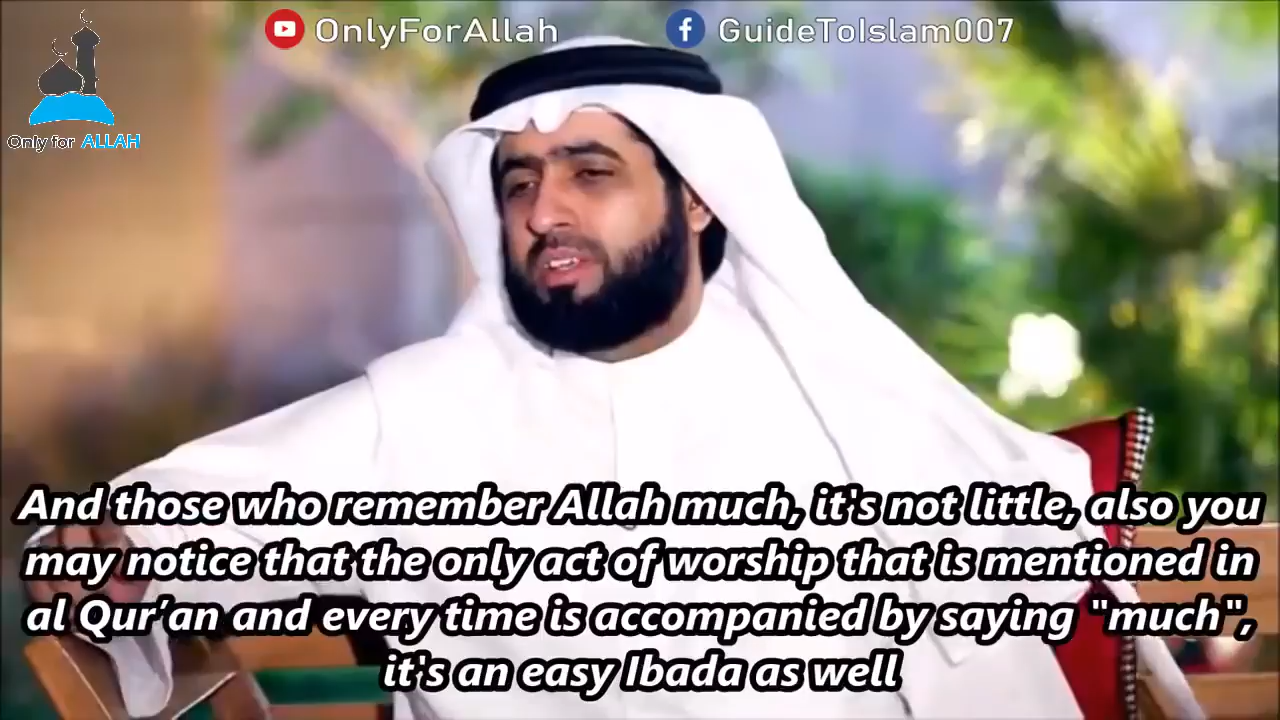 OnlyForAllah
GuideToIslam007
Only for ALLAH
And those who remember Allah much, it's not little, also you
may notice that the only act of worship that is mentioned in
al Qur’an and every time is accompanied by saying "much",
it's an easy Ibada as well